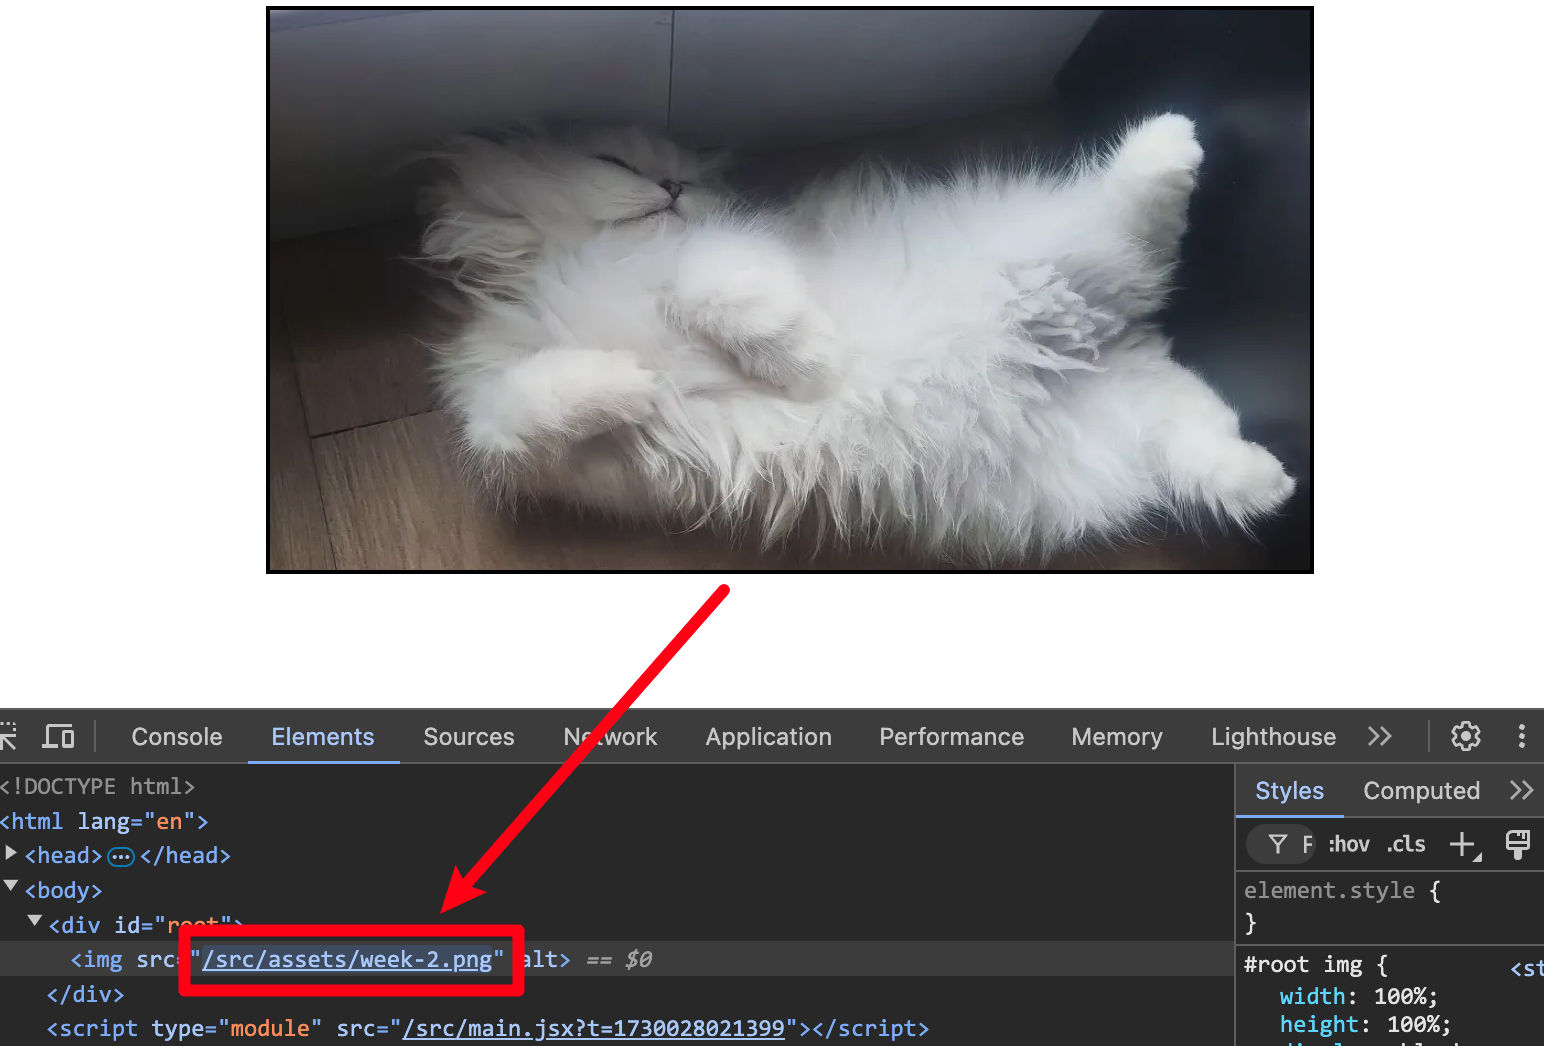 Console Elements Sources Network Application Performance Memory Lighthouse
<!DOCTYPE html>
<html lang="en">
<head> ••• </head>
<body>
<div id="root">
<img src="/src/assets/week-2.png" alt> == $0
</div>
<script type="module" src="/src/main.jsx?t=1730028021399"></script>
Styles Computed
F :hov .cls
element.style {
}
#root img { <st
width: 100%;
height: 100%;